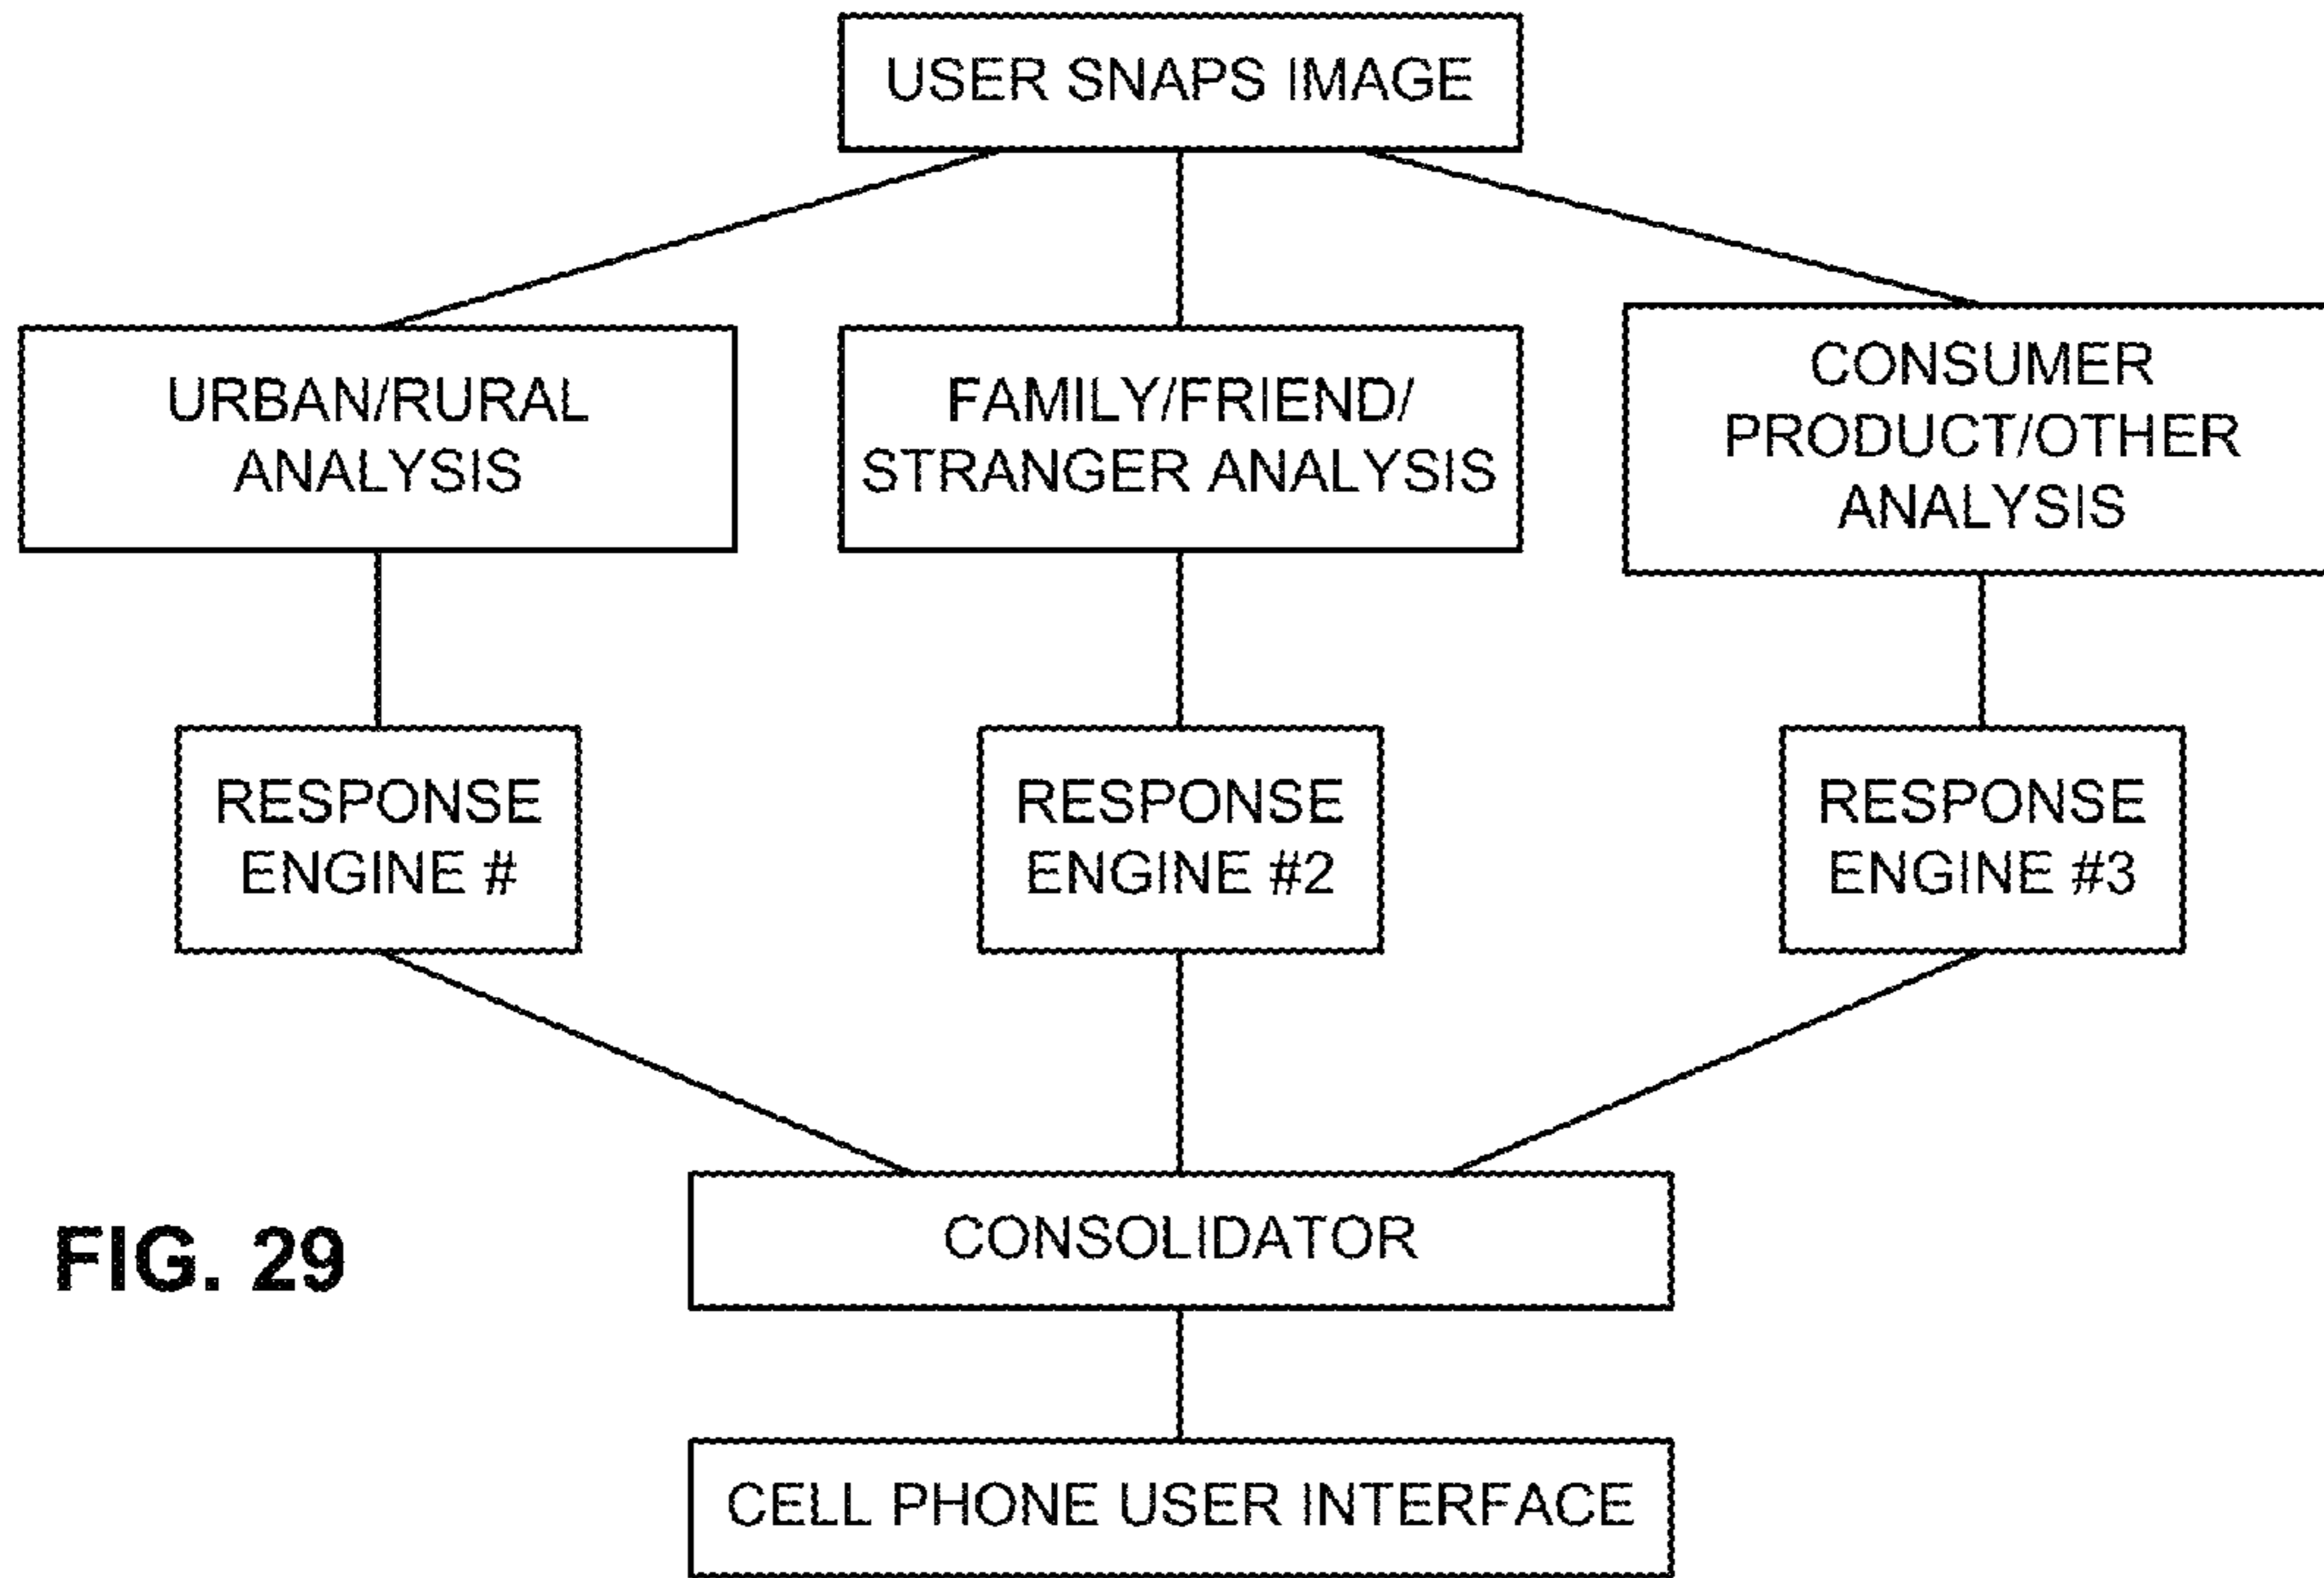 USER SNAPS IMAGE
URBAN/RURAL
ANALYSIS
FAMILY/FRIEND/
STRANGER ANALYSIS
CONSUMER
PRODUCT/OTHER
ANALYSIS
RESPONSE
ENGINE #
RESPONSE
ENGINE #2
RESPONSE
ENGINE #3
CONSOLIDATOR
FIG. 29
CELL PHONE USER INTERFACE